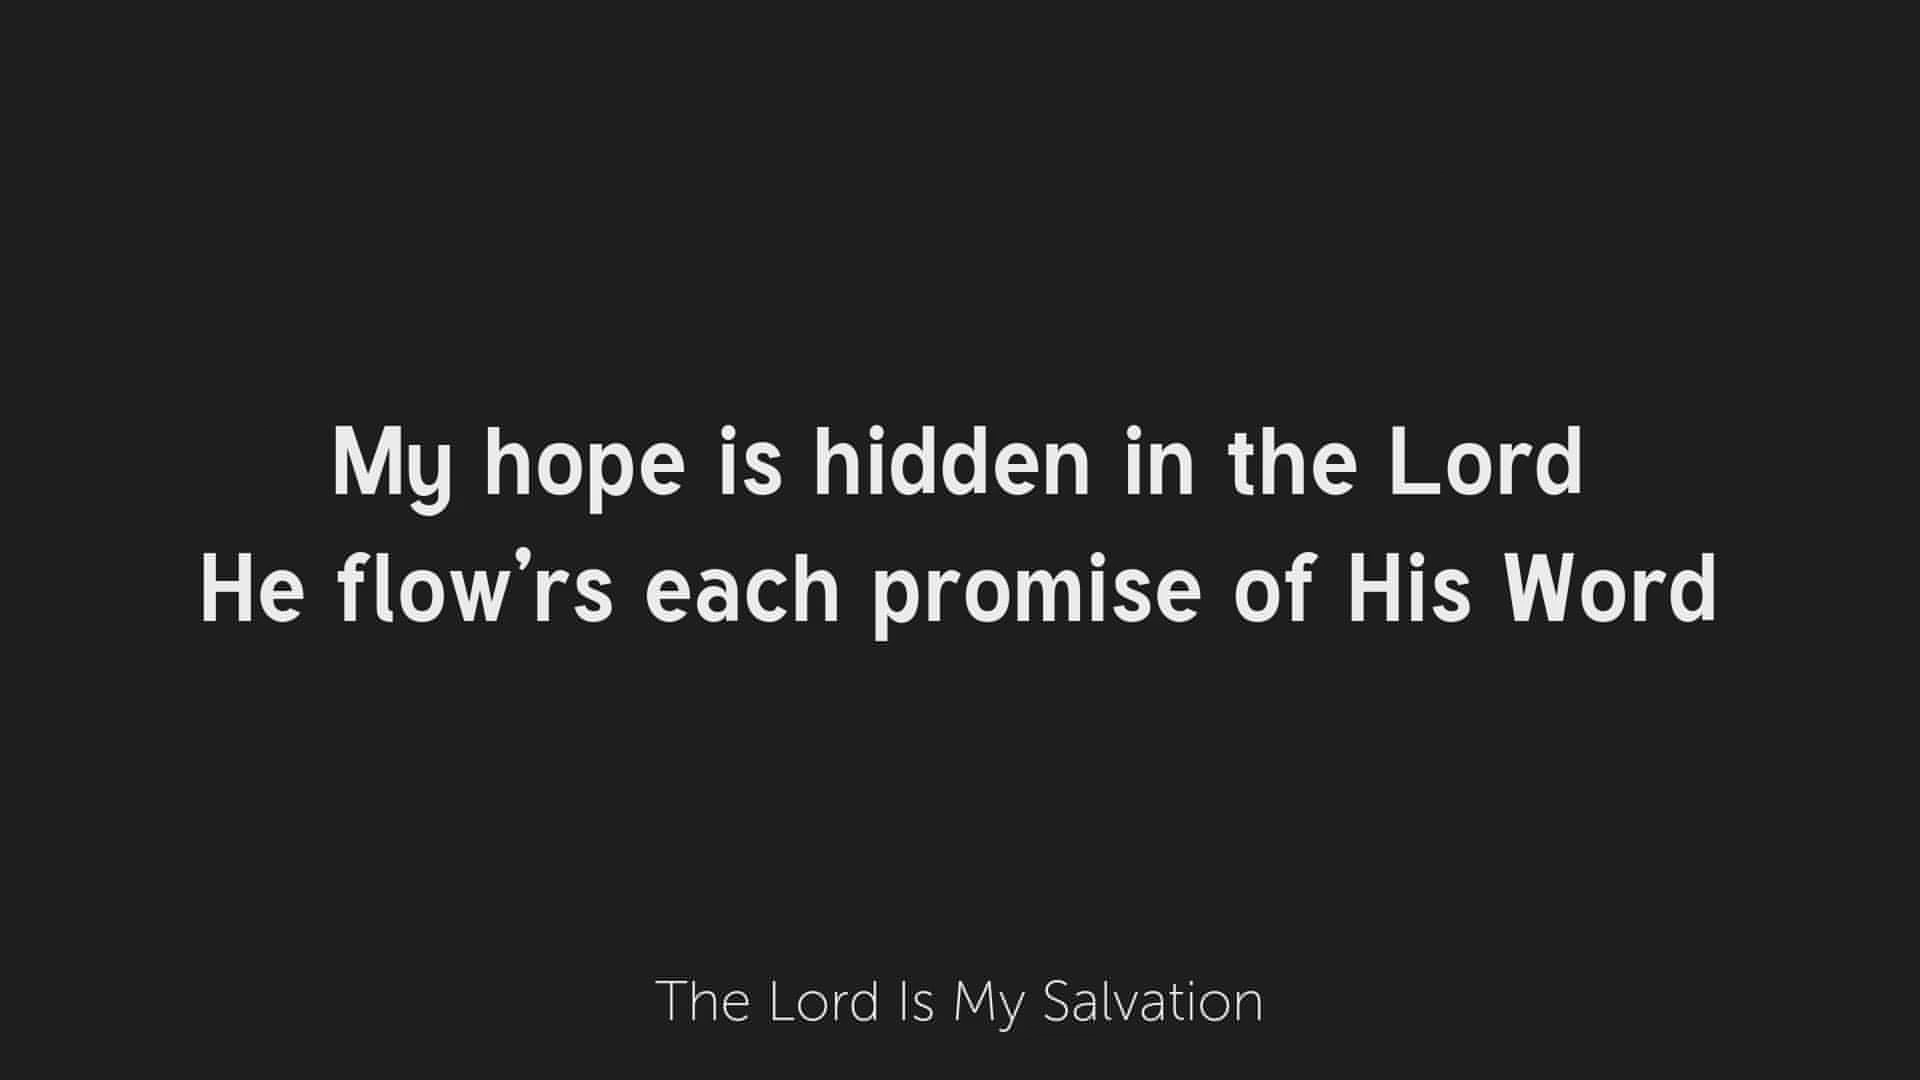 My hope is hidden in the Lord
He flow’rs each promise of His Word
The Lord Is My Salvation